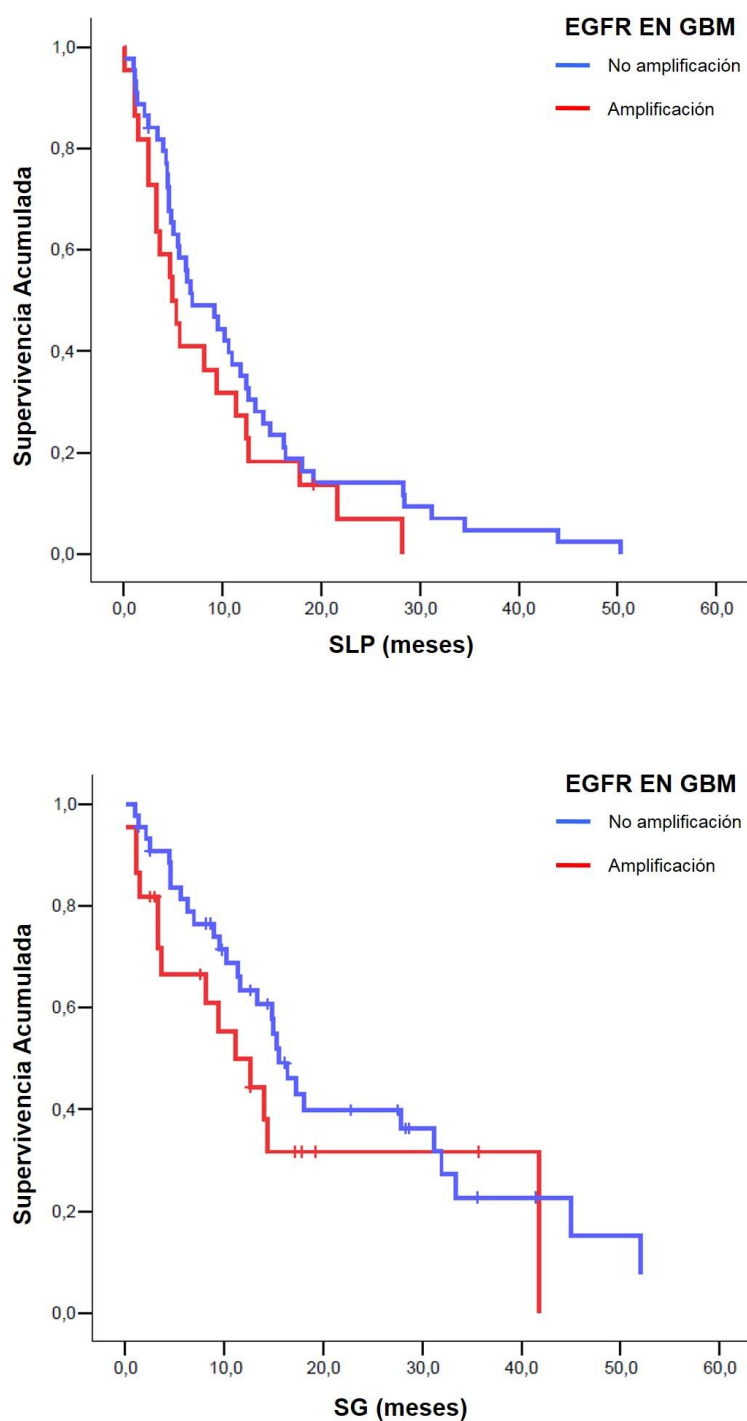 EGFR EN GBM
No amplificación
Amplificación
Supervivencia Acumulada
1,0
0,8
0,6
0,4
0,2
0,0
0,0 10,0 20,0 30,0 40,0 50,0 60,0
SLP (meses)
EGFR EN GBM
No amplificación
Amplificación
Supervivencia Acumulada
1,0
0,8
0,6
0,4
0,2
0,0
0,0 10,0 20,0 30,0 40,0 50,0 60,0
SG (meses)